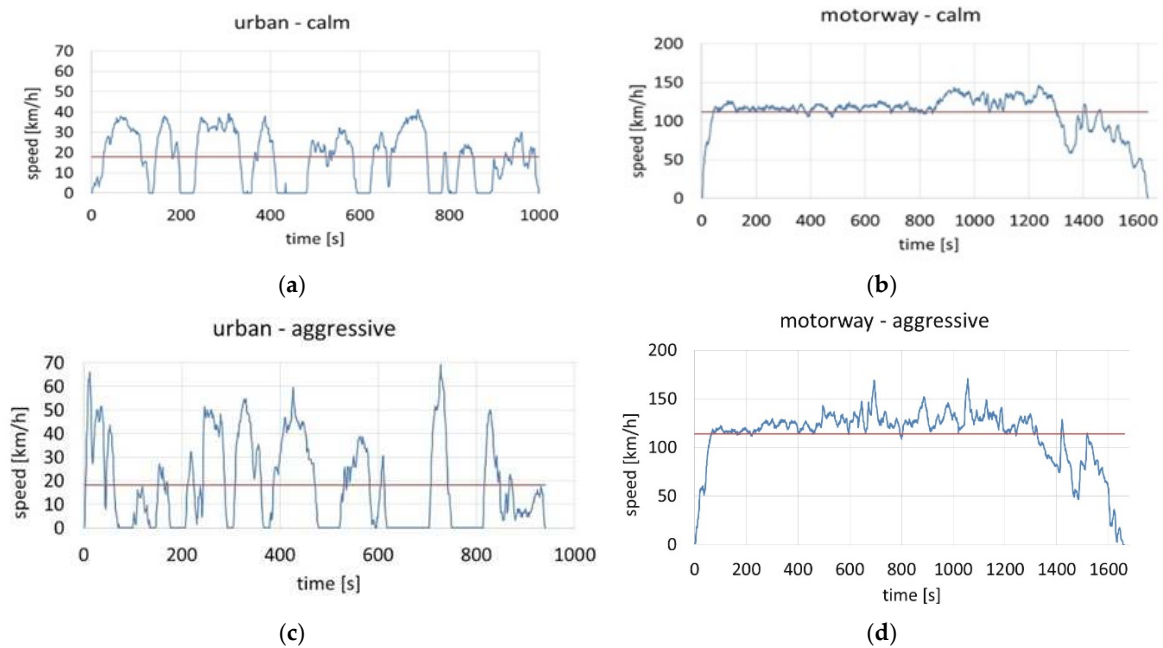 urban - calm
70
60
50
40
30
20
10
0
speed [km/h]
0 200 400 600 800 1000
time [s]
(a)
motorway - calm
200
150
100
50
0
speed [km/h]
0 200 400 600 800 1000 1200 1400 1600
time [s]
(b)
urban - aggressive
70
60
50
40
30
20
10
0
speed [km/h]
0 200 400 600 800 1000
time [s]
(c)
motorway - aggressive
200
150
100
50
0
speed [km/h]
0 200 400 600 800 1000 1200 1400 1600
time [s]
(d)